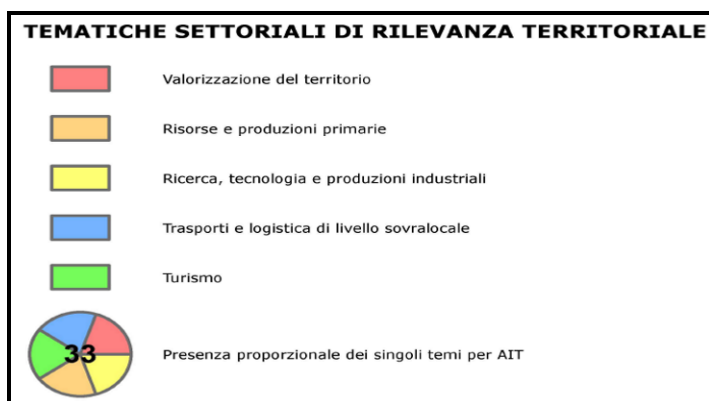 TEMATICHE SETTORIALI DI RILEVANZA TERRITORIALE
Valorizzazione del territorio
Risorse e produzioni primarie
Ricerca, tecnologia e produzioni industriali
Trasporti e logistica di livello sovralocale
Turismo
33
Presenza proporzionale dei singoli temi per AIT